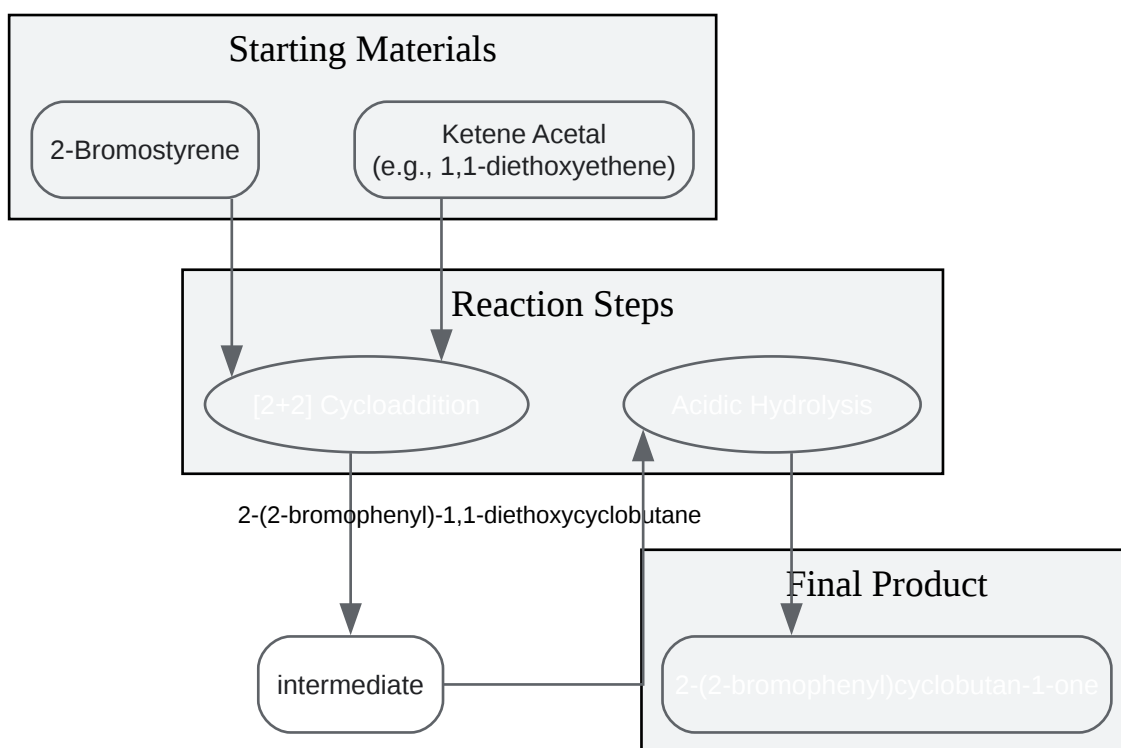 Starting Materials
2-Bromostyrene
Ketene Acetal
(e.g., 1,1-diethoxyethene)
Reaction Steps
[2+2] Cycloaddition
Acidic Hydrolysis
2-(2-bromophenyl)-1,1-diethoxycyclobutane
Final Product
intermediate
2-(2-bromophenyl)cyclobutan-1-one